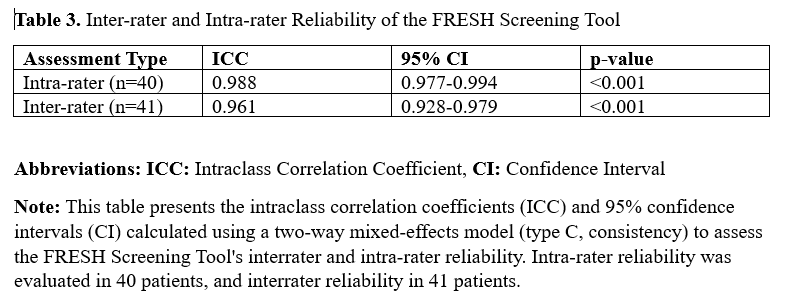 Table 3. Inter-rater and Intra-rater Reliability of the FRESH Screening Tool
Assessment Type ICC 95% CI p-value
Intra-rater (n=40) 0.988 0.977-0.994 <0.001
Inter-rater (n=41) 0.961 0.928-0.979 <0.001
Abbreviations: ICC: Intraclass Correlation Coefficient, CI: Confidence Interval
Note: This table presents the intraclass correlation coefficients (ICC) and 95% confidence
intervals (CI) calculated using a two-way mixed-effects model (type C, consistency) to assess
the FRESH Screening Tool's interrater and intra-rater reliability. Intra-rater reliability was
evaluated in 40 patients, and interrater reliability in 41 patients.